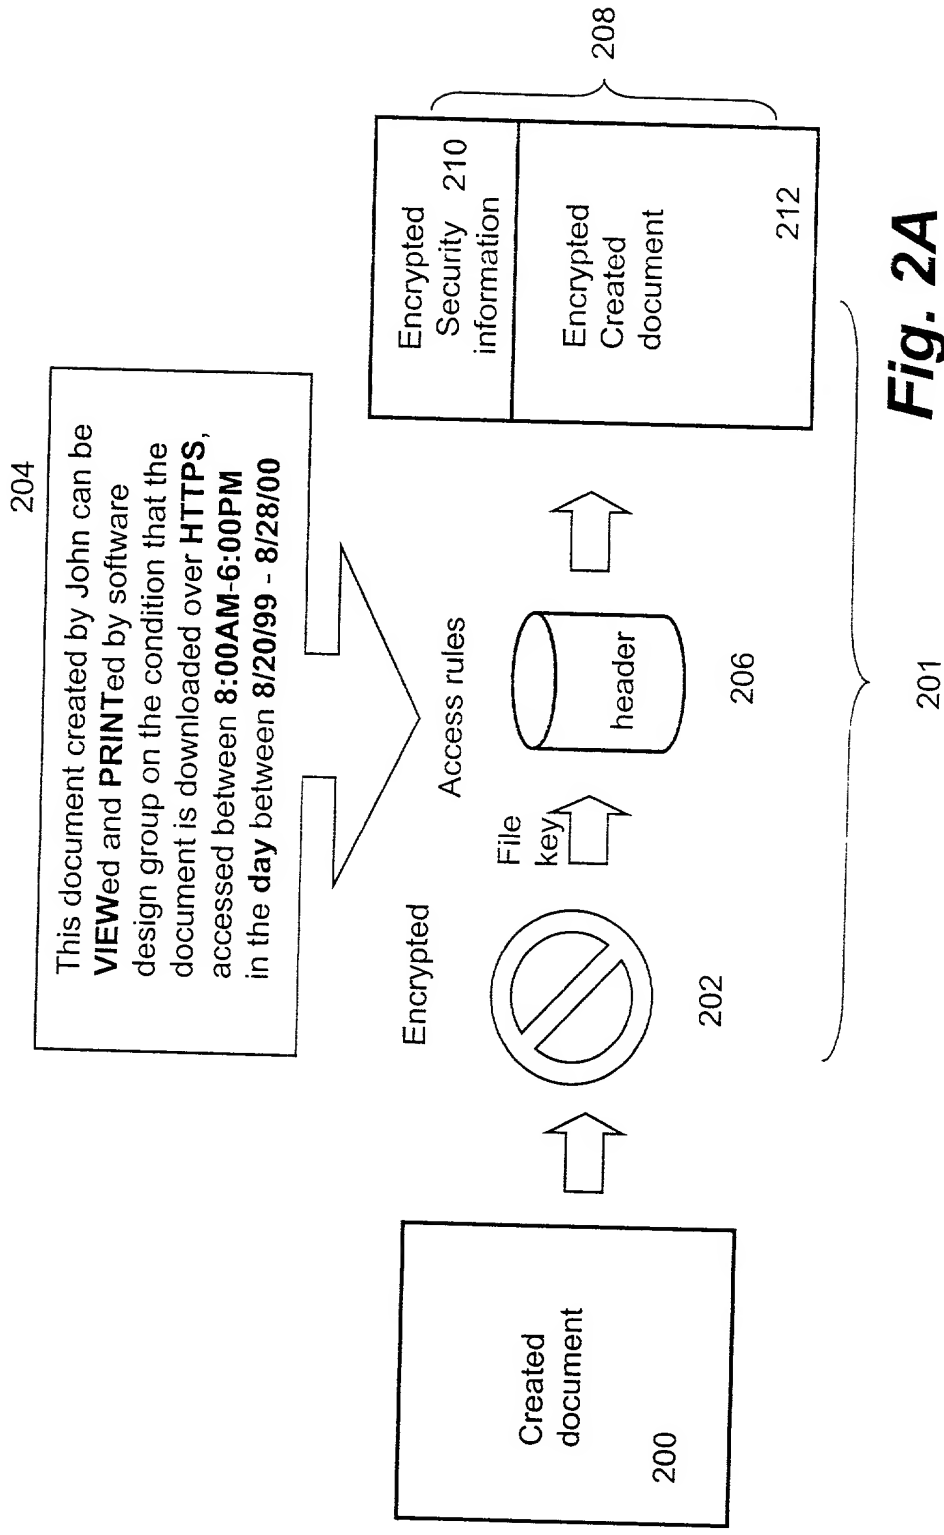 204
This document created by John can be
VIEWed and PRINTed by software
design group on the condition that the
document is downloaded over HTTPS,
accessed between 8:00AM-6:00PM
in the day between 8/20/99 - 8/28/00
Created
document
200
Encrypted
202
File
key
Access rules
header
206
Encrypted
Security 210
information
Encrypted
Created
document
212
208
201
Fig. 2A